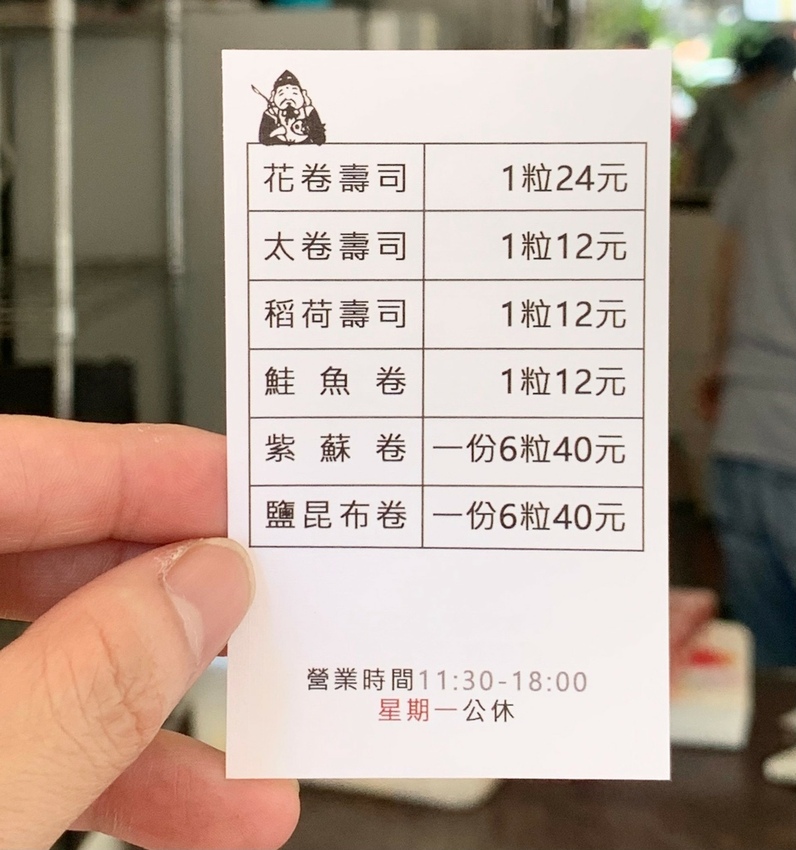 花卷壽司 1粒24元
太卷壽司 1粒12元
稻荷壽司 1粒12元
鮭魚卷 1粒12元
紫蘇卷 一份6粒40元
鹽昆布卷 一份6粒40元
營業時間11:30-18:00
星期一公休